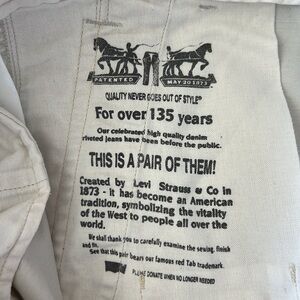 PATENTED MAY 20 1873
QUALITY NEVER GOES OUT OF STYLE®
For over 135 years
Our celebrated high quality denim
riveted jeans have been before the public.
THIS IS A PAIR OF THEM!
Created by Levi Strauss & Co in
1873 - it has become an American
tradition, symbolizing the vitality
of the West to people all over the
world.
We shall thank you to carefully examine the sewing, finish
and fit.
See that this pair bears our famous red Tab trademark.
PLEASE DONATE WHEN NO LONGER NEEDED